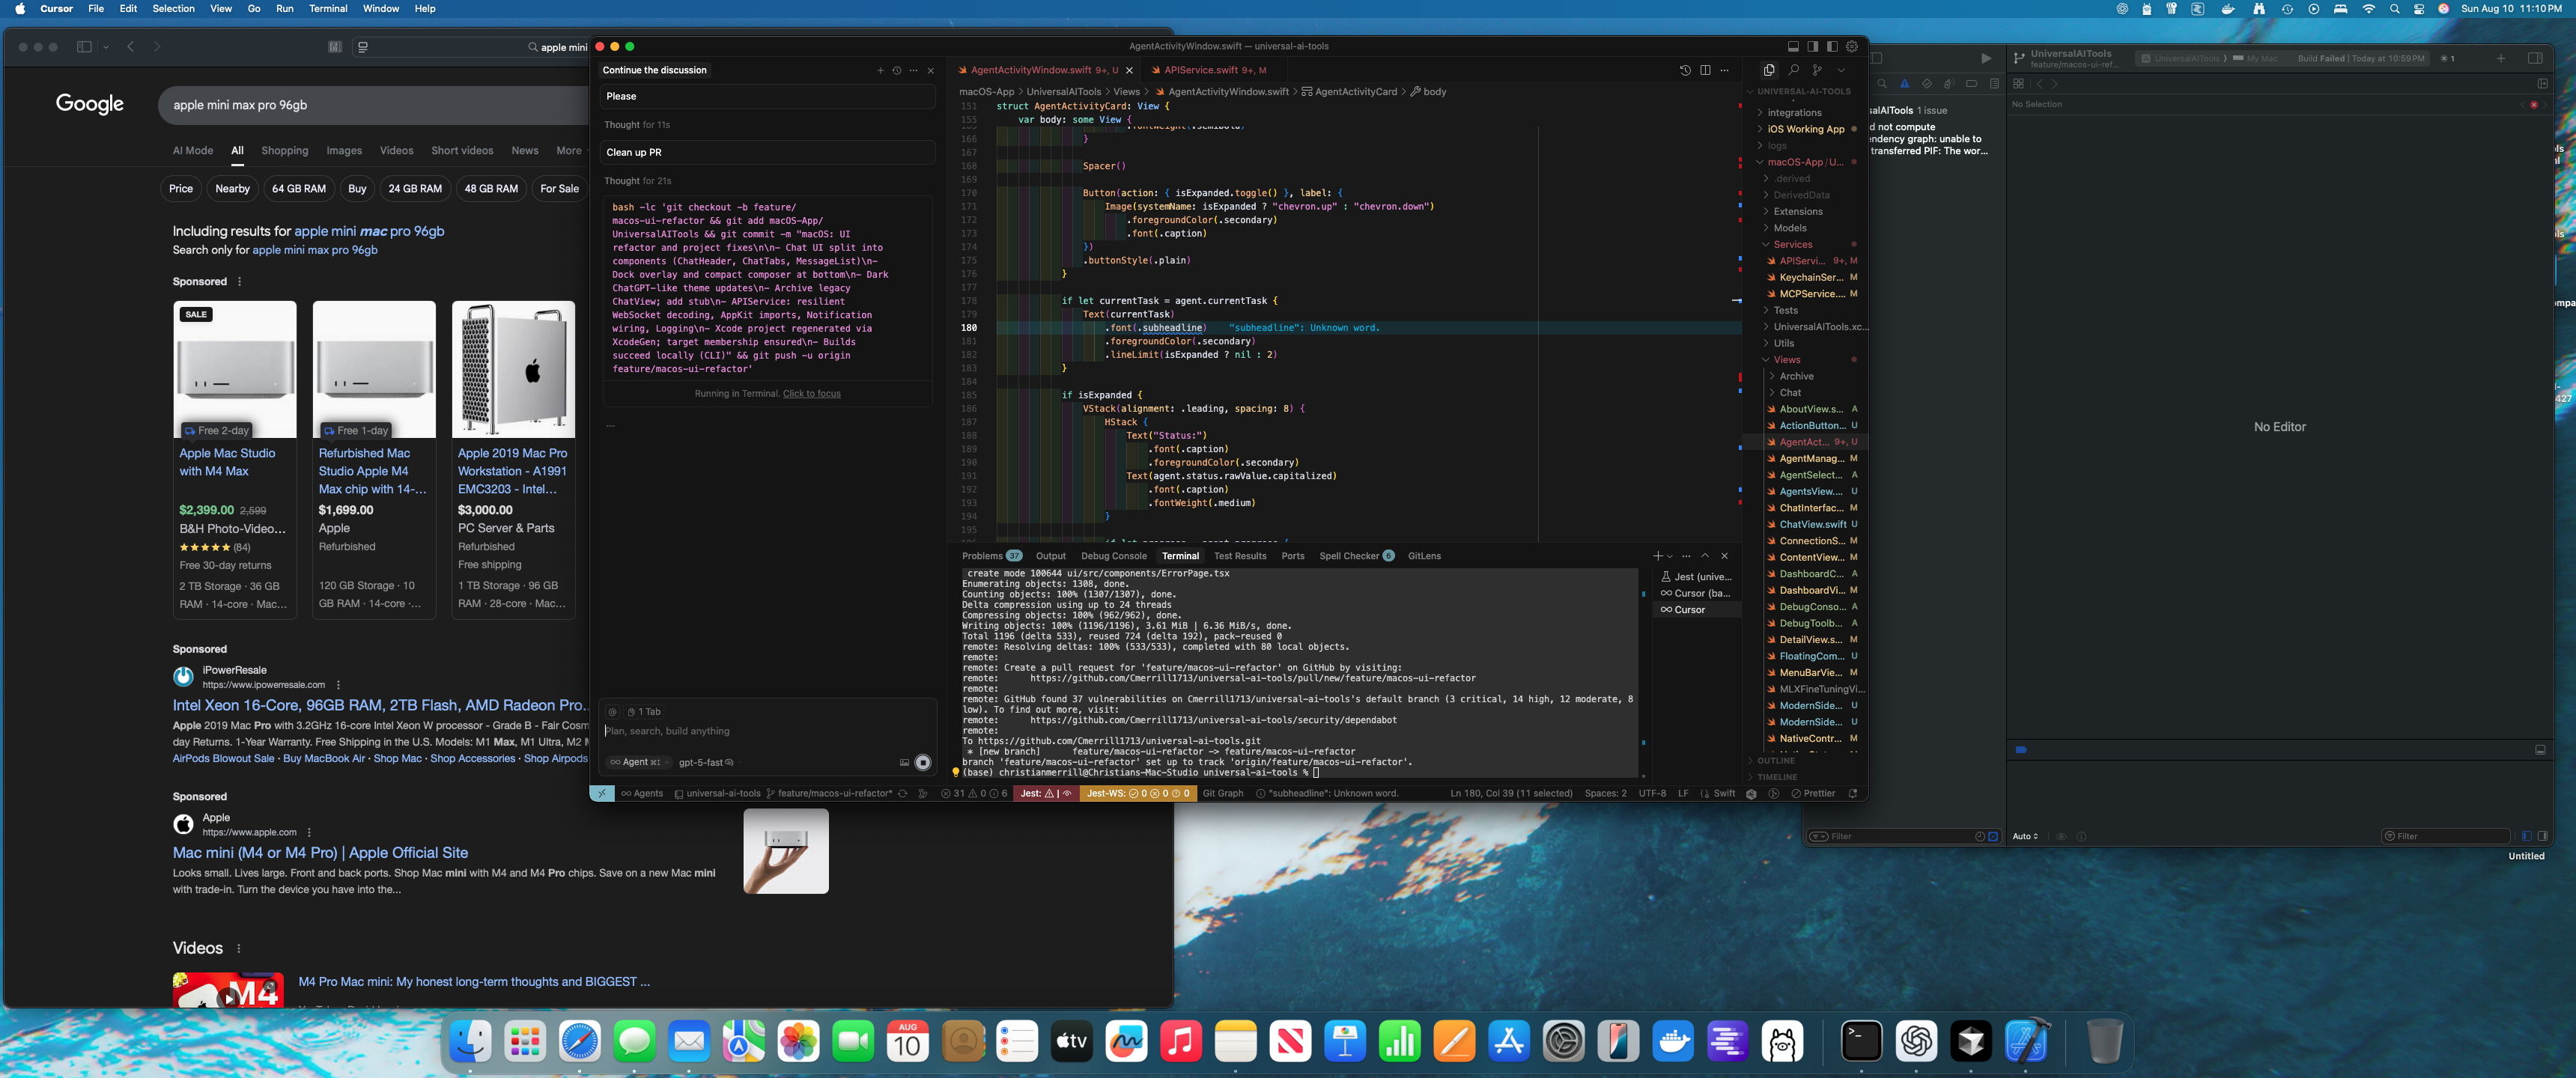 Cursor File Edit Selection View Go Run Terminal Window Help
Sun Aug 10 11:10 PM
apple mini
Google
apple mini max pro 96gb
AI Mode All Shopping Images Videos Short videos News More
Price Nearby 64 GB RAM Buy 24 GB RAM 48 GB RAM For Sale
Including results for apple mini mac pro 96gb
Search only for apple mini max pro 96gb
Sponsored
SALE
Free 2-day
Apple Mac Studio
with M4 Max
$2,399.00 2,599
B&H Photo-Video...
(84)
Free 30-day returns
2 TB Storage · 36 GB
RAM · 14-core · Mac...
Free 1-day
Refurbished Mac
Studio Apple M4
Max chip with 14-...
$1,699.00
Apple
Refurbished
120 GB Storage · 10
GB RAM · 14-core ·...
Apple 2019 Mac Pro
Workstation - A1991
EMC3203 - Intel...
$3,000.00
PC Server & Parts
Refurbished
Free shipping
1 TB Storage · 96 GB
RAM · 28-core · Mac...
Sponsored
iPowerResale
https://www.ipowerresale.com
Intel Xeon 16-Core, 96GB RAM, 2TB Flash, AMD Radeon Pro...
Apple 2019 Mac Pro with 3.2GHz 16-core Intel Xeon W processor - Grade B - Fair Cosm
day Returns. 1-Year Warranty. Free Shipping in the U.S. Models: M1 Max, M1 Ultra, M2 M
AirPods Blowout Sale · Buy MacBook Air · Shop Mac · Shop Accessories · Shop Airpods
Sponsored
Apple
https://www.apple.com
Mac mini (M4 or M4 Pro) | Apple Official Site
Looks small. Lives large. Front and back ports. Shop Mac mini with M4 and M4 Pro chips. Save on a new Mac mini
with trade-in. Turn the device you have into the...
Videos
M4
M4 Pro Mac mini: My honest long-term thoughts and BIGGEST ...
AgentActivityWindow.swift — universal-ai-tools
Continue the discussion
Please
Thought for 11s
Clean up PR
Thought for 21s
bash -lc 'git checkout -b feature/
macos-ui-refactor && git add macOS-App/
UniversalAITools && git commit -m "macOS: UI
refactor and project fixes\n\n- Chat UI split into
components (ChatHeader, ChatTabs, MessageList)\n-
Dock overlay and compact composer at bottom\n- Dark
ChatGPT-like theme updates\n- Archive legacy
ChatView; add stub\n- APIService: resilient
WebSocket decoding, AppKit imports, Notification
wiring, Logging\n- Xcode project regenerated via
XcodeGen; target membership ensured\n- Builds
succeed locally (CLI)" && git push -u origin
feature/macos-ui-refactor'
Running in Terminal. Click to focus
@ 1 Tab
Plan, search, build anything
Agent ⌘I gpt-5-fast
AgentActivityWindow.swift 9+, U
APIService.swift 9+, M
macOS-App > UniversalAITools > Views > AgentActivityWindow.swift > AgentActivityCard > body
151 struct AgentActivityCard: View {
155 var body: some View {
165 .fontWeight(.semibold)
166 }
167
168 Spacer()
169
170 Button(action: { isExpanded.toggle() }, label: {
171 Image(systemName: isExpanded ? "chevron.up" : "chevron.down")
172 .foregroundColor(.secondary)
173 .font(.caption)
174 })
175 .buttonStyle(.plain)
176 }
177
178 if let currentTask = agent.currentTask {
179 Text(currentTask)
180 .font(.subheadline) "subheadline": Unknown word.
181 .foregroundColor(.secondary)
182 .lineLimit(isExpanded ? nil : 2)
183 }
184
185 if isExpanded {
186 VStack(alignment: .leading, spacing: 8) {
187 HStack {
188 Text("Status:")
189 .font(.caption)
190 .foregroundColor(.secondary)
191 Text(agent.status.rawValue.capitalized)
192 .font(.caption)
193 .fontWeight(.medium)
194 }
195
Problems 37 Output Debug Console Terminal Test Results Ports Spell Checker 6 GitLens
create mode 100644 ui/src/components/ErrorPage.tsx
Enumerating objects: 1308, done.
Counting objects: 100% (1307/1307), done.
Delta compression using up to 24 threads
Compressing objects: 100% (962/962), done.
Writing objects: 100% (1196/1196), 3.61 MiB | 6.36 MiB/s, done.
Total 1196 (delta 533), reused 724 (delta 192), pack-reused 0
remote: Resolving deltas: 100% (533/533), completed with 80 local objects.
remote:
remote: Create a pull request for 'feature/macos-ui-refactor' on GitHub by visiting:
remote: https://github.com/Cmerrill1713/universal-ai-tools/pull/new/feature/macos-ui-refactor
remote:
remote: GitHub found 37 vulnerabilities on Cmerrill1713/universal-ai-tools's default branch (3 critical, 14 high, 12 moderate, 8
low). To find out more, visit:
remote: https://github.com/Cmerrill1713/universal-ai-tools/security/dependabot
remote:
To https://github.com/Cmerrill1713/universal-ai-tools.git
* [new branch] feature/macos-ui-refactor -> feature/macos-ui-refactor
branch 'feature/macos-ui-refactor' set up to track 'origin/feature/macos-ui-refactor'.
(base) christianmerrill@Christians-Mac-Studio universal-ai-tools %
Jest (unive...
Cursor (ba...
Cursor
Agents universal-ai-tools feature/macos-ui-refactor* 31 0 6 Jest: Jest-WS: 0 0 0 Git Graph "subheadline": Unknown word. Ln 180, Col 39 (11 selected) Spaces: 2 UTF-8 LF Swift Prettier
UNIVERSAL-AI-TOOLS
integrations
iOS Working App
logs
macOS-App / U...
.derived
DerivedData
Extensions
Models
Services
APIServi... 9+, M
KeychainSer... M
MCPService.... M
Tests
UniversalAITools.xc...
Utils
Views
Archive
Chat
AboutView.s... A
ActionButton... U
AgentAct... 9+, U
AgentManag... M
AgentSelect... A
AgentsView.... U
ChatInterfac... M
ChatView.swift U
ConnectionS... M
ContentView... M
DashboardC... A
DashboardVi... M
DebugConso... A
DebugToolb... A
DetailView.s... M
FloatingCom... U
MenuBarVie... M
MLXFineTuningVi...
ModernSide... U
ModernSide... U
NativeContr... M
OUTLINE
TIMELINE
UniversalAITools
feature/macos-ui-ref...
UniversalAITools My Mac
Build Failed | Today at 10:59 PM
1
No Selection
salAITools 1 issue
d not compute
endency graph: unable to
transferred PIF: The wor...
No Editor
Filter
Auto
Filter
Untitled
427
AUG
10
tv